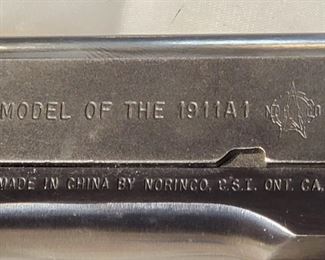 MODEL OF THE 1911A1
MADE IN CHINA BY NORINCO, C.S.I. ONT. CA.